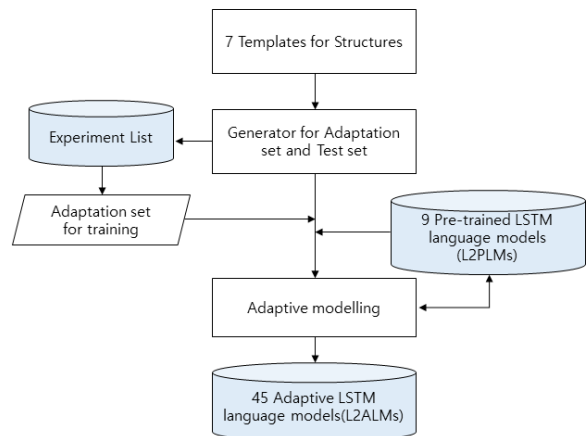 7 Templates for Structures
Generator for Adaptation
set and Test set
Experiment List
Adaptation set
for training
9 Pre-trained LSTM
language models
(L2PLMs)
Adaptive modelling
45 Adaptive LSTM
language models(L2ALMs)